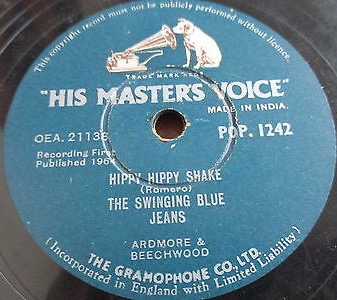 This copyright record must not be publicly performed without licence.
TRADE MARK REGD
"HIS MASTER'S VOICE"
MADE IN INDIA.
OEA. 21138
POP. 1242
Recording First
Published 1964
HIPPY HIPPY SHAKE
(Romero)
THE SWINGING BLUE
JEANS
ARDMORE &
BEECHWOOD
THE GRAMOPHONE CO., LTD.
(Incorporated in England with Limited Liability)